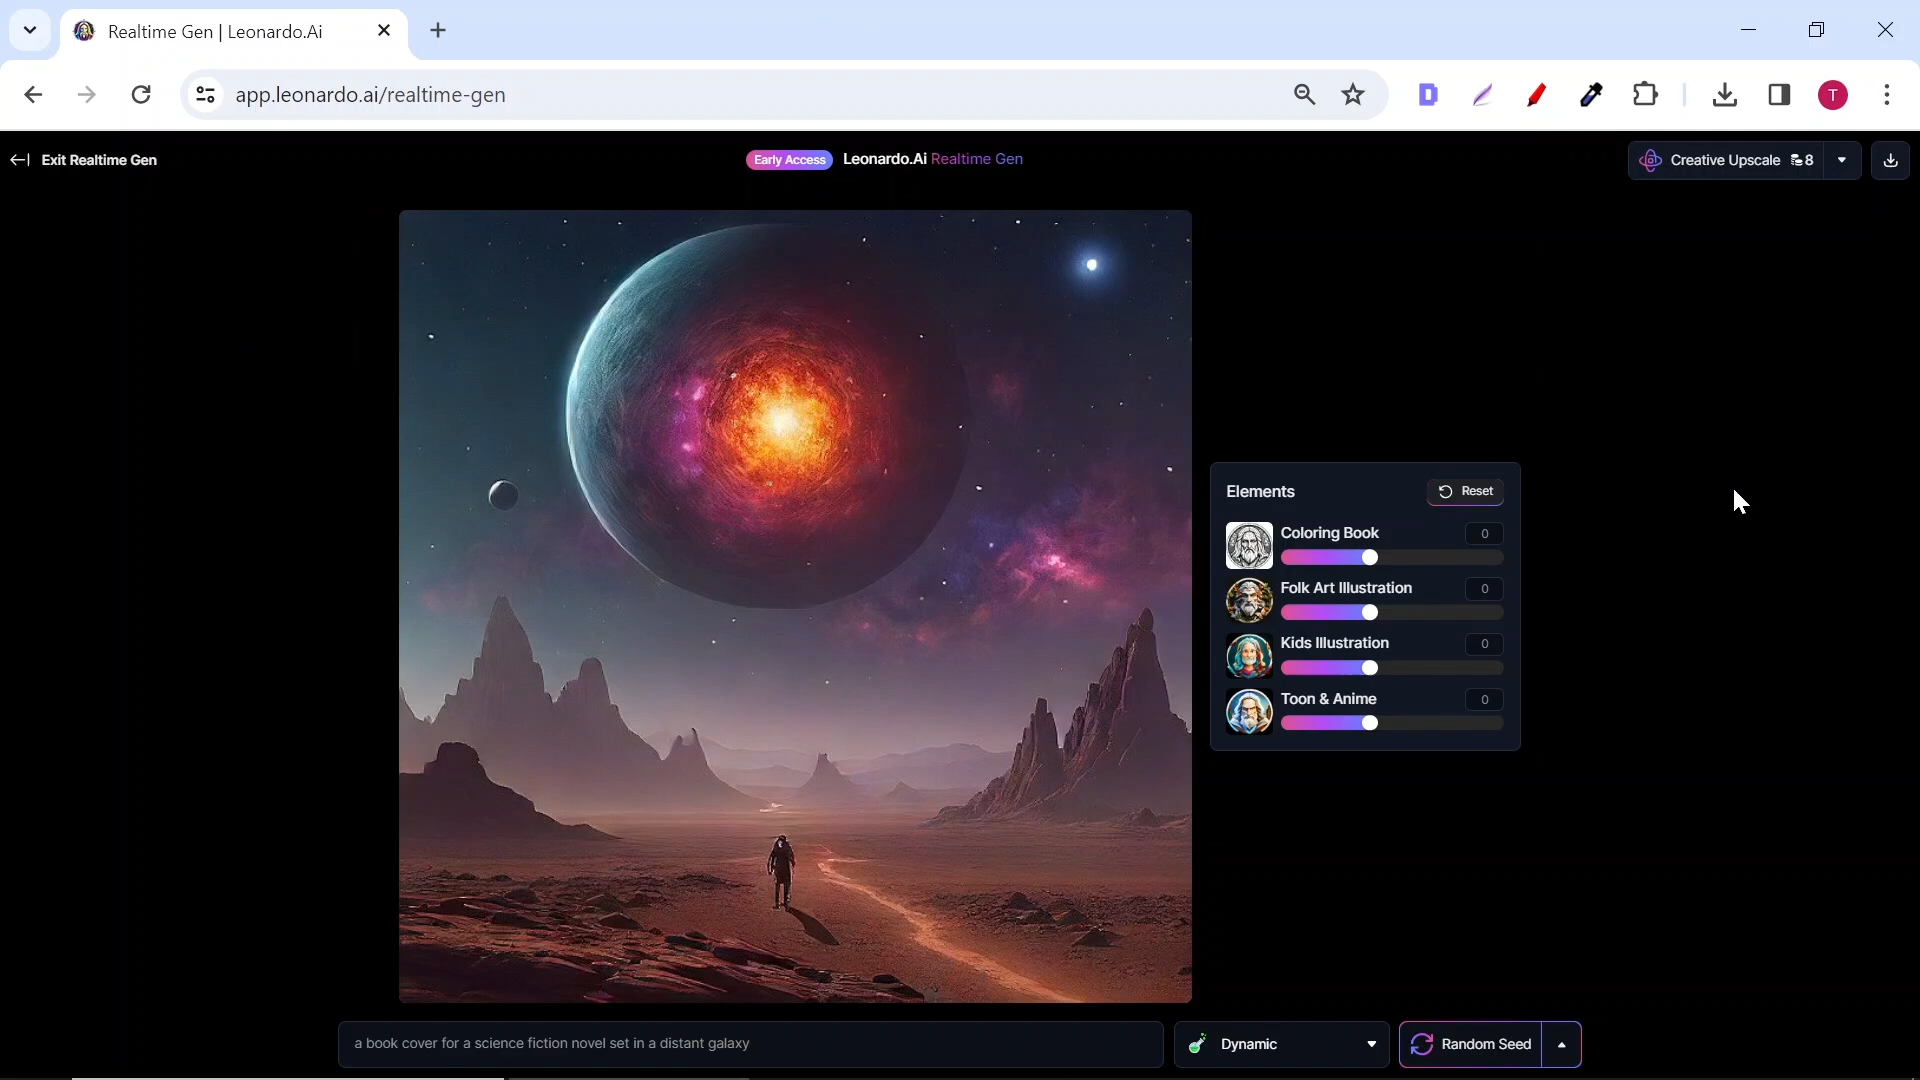 Realtime Gen | Leonardo.Ai
app.leonardo.ai/realtime-gen
T
Exit Realtime Gen
Early Access Leonardo.Ai Realtime Gen
Creative Upscale 8
Elements
Reset
Coloring Book 0
Folk Art Illustration 0
Kids Illustration 0
Toon & Anime 0
a book cover for a science fiction novel set in a distant galaxy
Dynamic
Random Seed